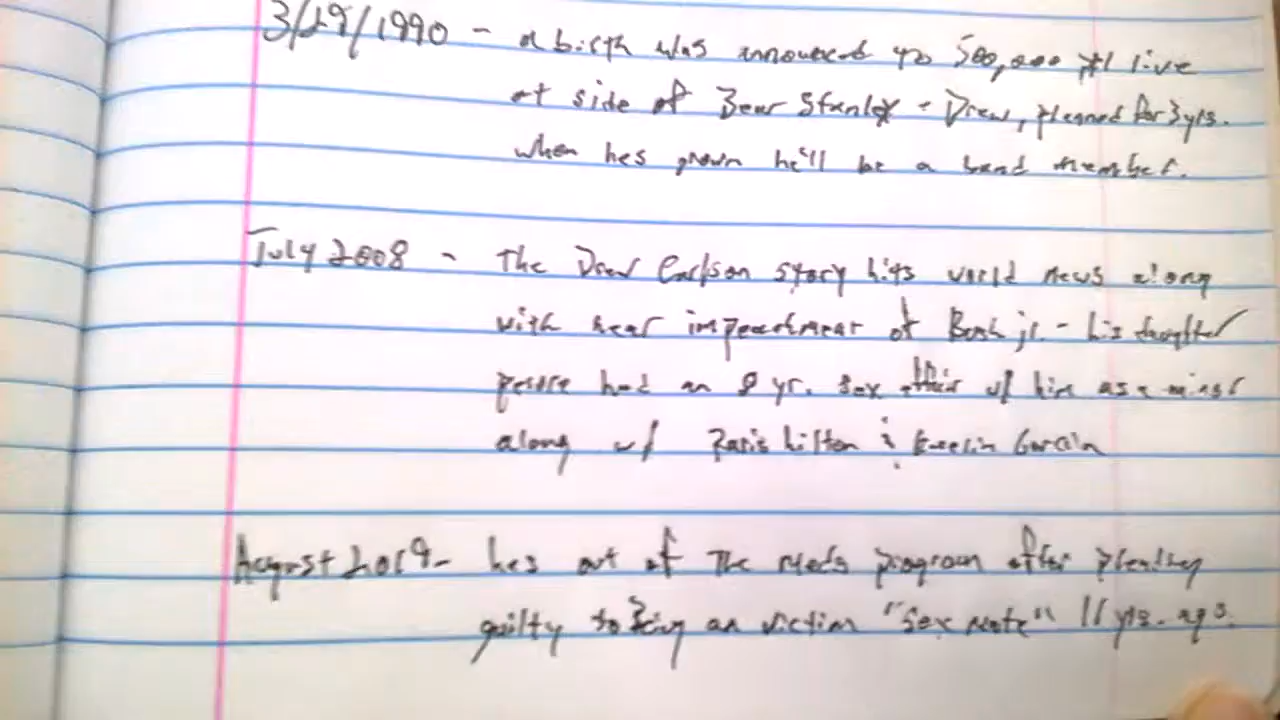 3/29/1990 - a birth was announced to 500,000 live
at side of Bear Stanley + Drew, planned for 3 yrs.
when hes grown he'll be a band member.
July 2008 - The Drew Carlson story hits world news along
with near impeachment of Bush jr. - his daughter
had an 8 yr. sex affair w/ him as a minor
along w/ Paris hilton &
August 2019 - hes out of The meds program after pleading
guilty to being an victim "Sex note" 11 yrs. ago.